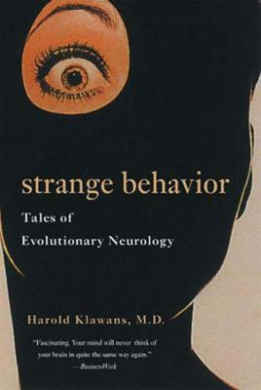 strange behavior
Tales of
Evolutionary Neurology
Harold Klawans, M.D.
“Fascinating. Your mind will never think of
your brain in quite the same way again.”
—BusinessWeek